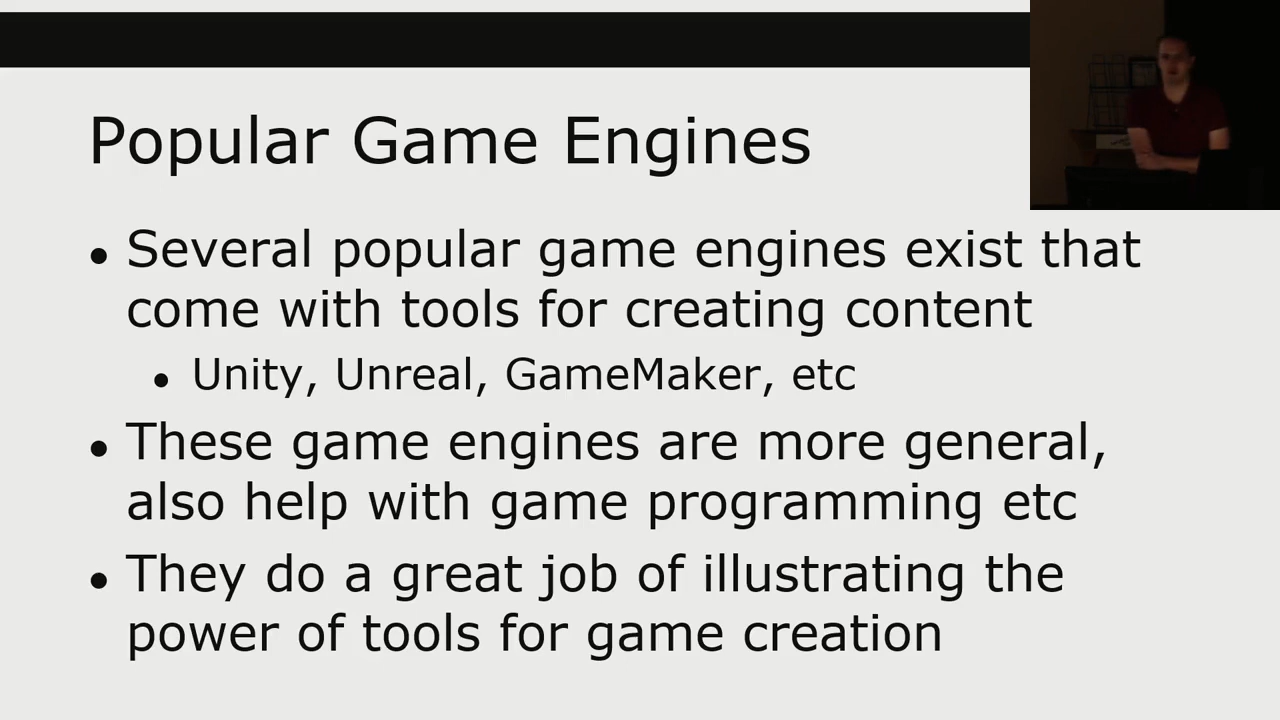 Popular Game Engines
• Several popular game engines exist that
come with tools for creating content
• Unity, Unreal, GameMaker, etc
• These game engines are more general,
also help with game programming etc
• They do a great job of illustrating the
power of tools for game creation